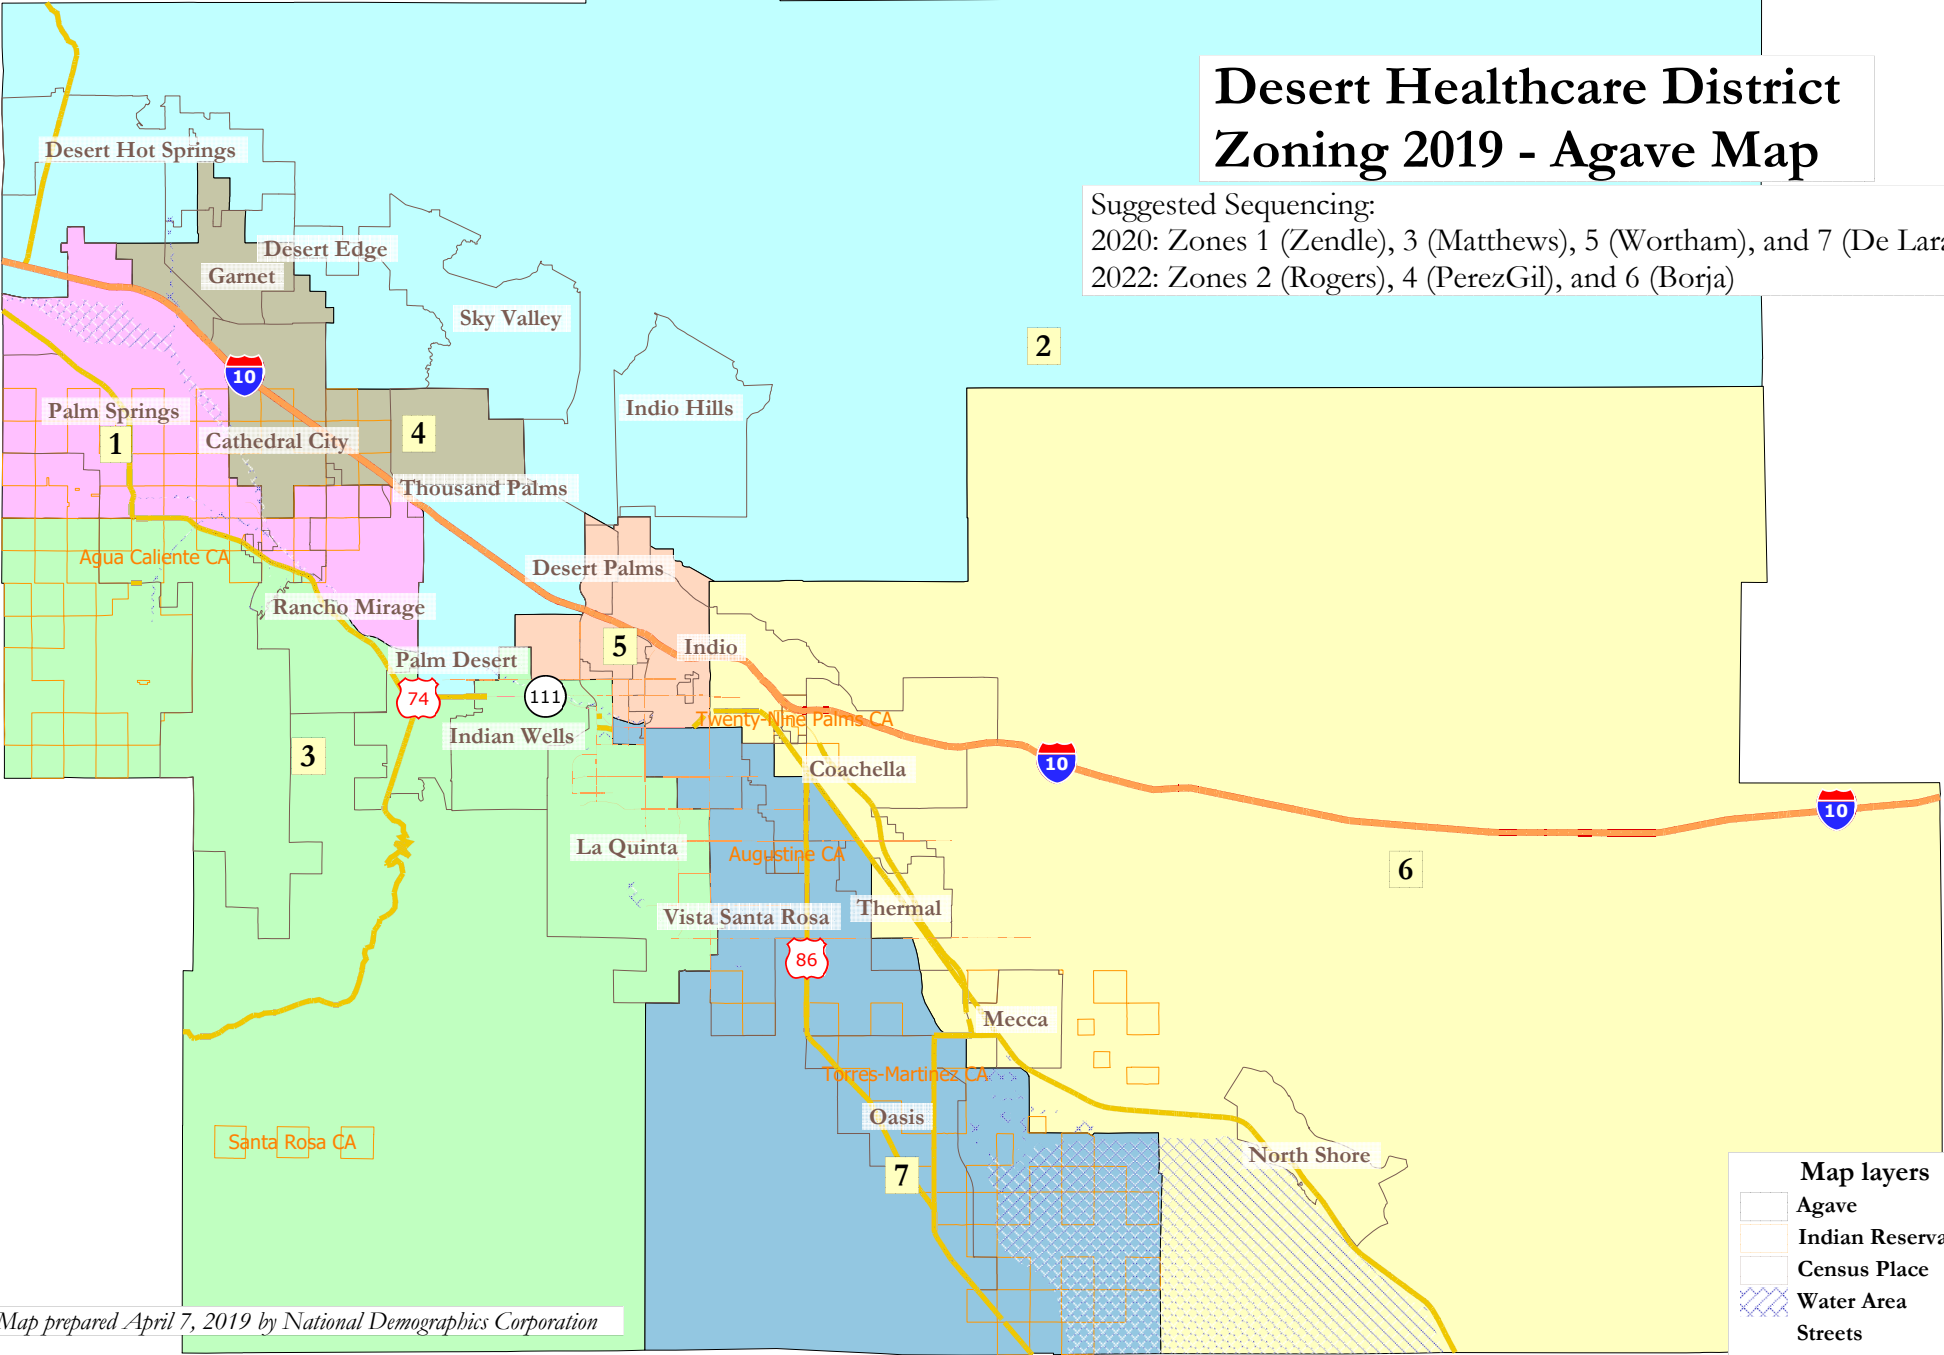 Desert Healthcare District
Zoning 2019 - Agave Map
Suggested Sequencing:
2020: Zones 1 (Zendle), 3 (Matthews), 5 (Wortham), and 7 (De Lara
2022: Zones 2 (Rogers), 4 (PerezGil), and 6 (Borja)
Desert Hot Springs
Desert Edge
Garnet
Sky Valley
2
10
Indio Hills
Palm Springs
1
Cathedral City
4
Thousand Palms
Agua Caliente CA
Desert Palms
Rancho Mirage
5
Indio
Palm Desert
74
111
Twenty-Nine Palms CA
Indian Wells
3
Coachella
10
10
La Quinta
Augustine CA
6
Vista Santa Rosa
Thermal
86
Mecca
Torres-Martinez CA
Oasis
Santa Rosa CA
7
North Shore
Map layers
Agave
Indian Reserva
Census Place
Water Area
Streets
Map prepared April 7, 2019 by National Demographics Corporation